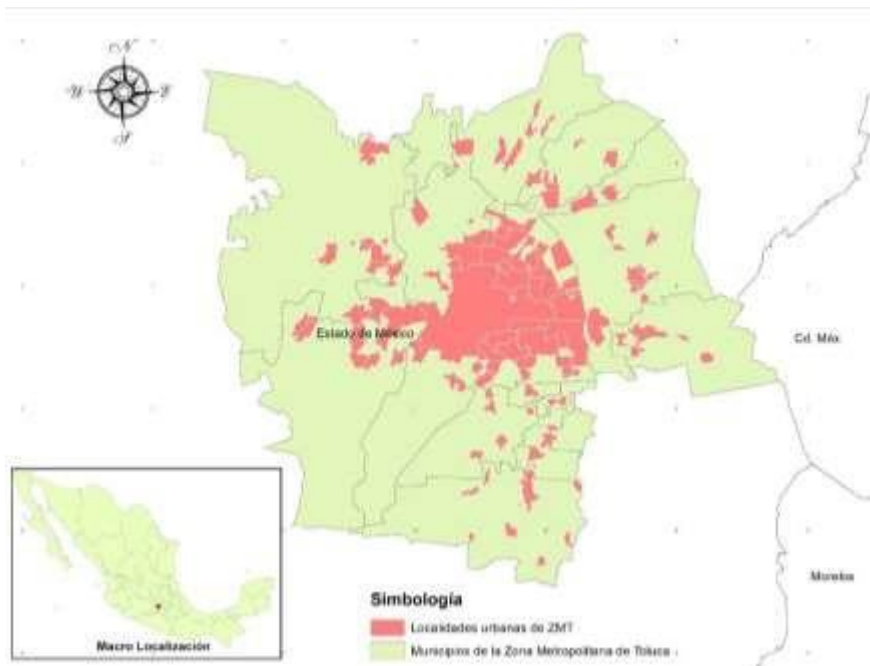 N
W E
S
Estado de México
Cd. Méx.
Morelos
Macro Localización
Simbología
Localidades urbanas de ZMT
Municipios de la Zona Metropolitana de Toluca